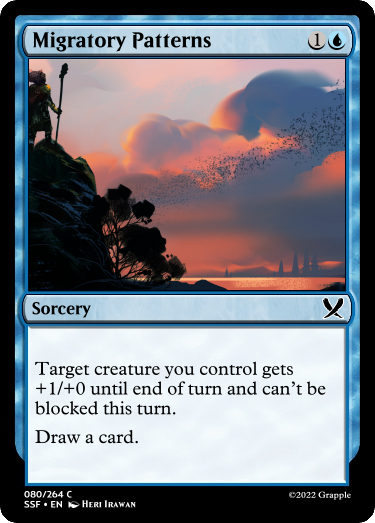 Migratory Patterns 1
Sorcery
Target creature you control gets
+1/+0 until end of turn and can't be
blocked this turn.
Draw a card.
080/264 C
SSF • EN Heri Irawan
©2022 Grapple